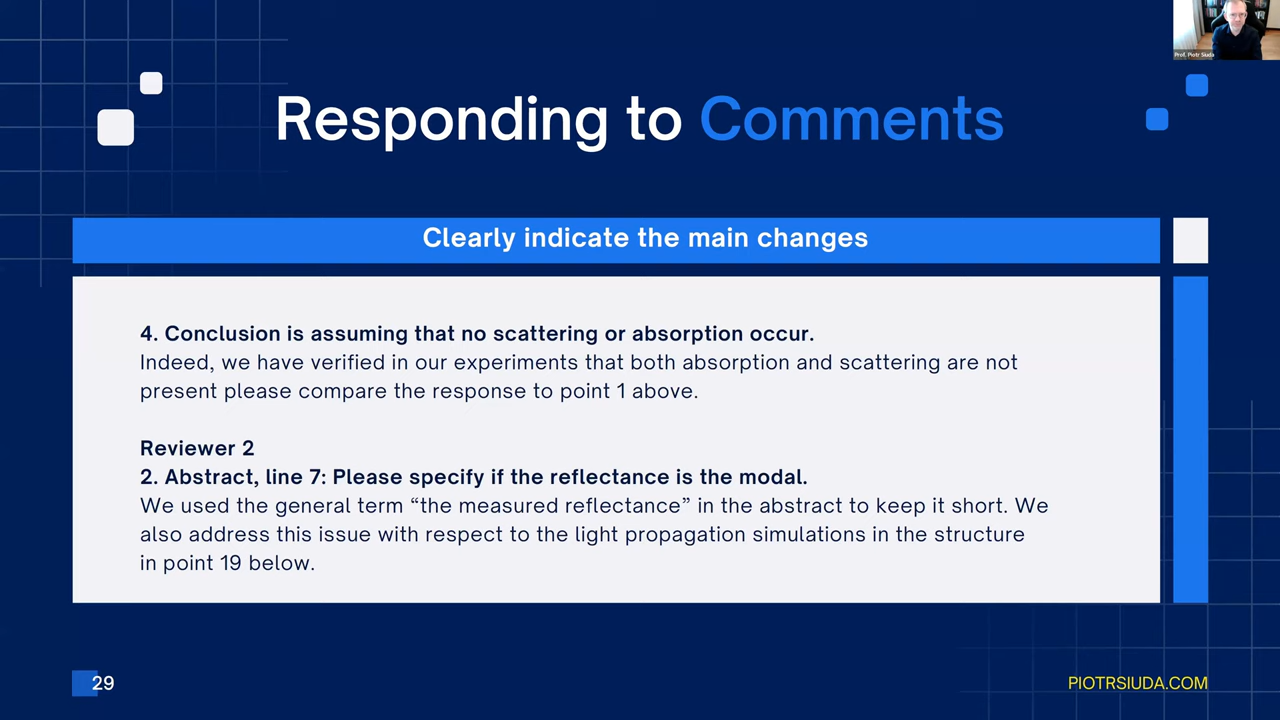 Prof. Piotr Siuda
Responding to Comments
Clearly indicate the main changes
4. Conclusion is assuming that no scattering or absorption occur.
Indeed, we have verified in our experiments that both absorption and scattering are not
present please compare the response to point 1 above.
Reviewer 2
2. Abstract, line 7: Please specify if the reflectance is the modal.
We used the general term “the measured reflectance” in the abstract to keep it short. We
also address this issue with respect to the light propagation simulations in the structure
in point 19 below.
29
PIOTRSIUDA.COM